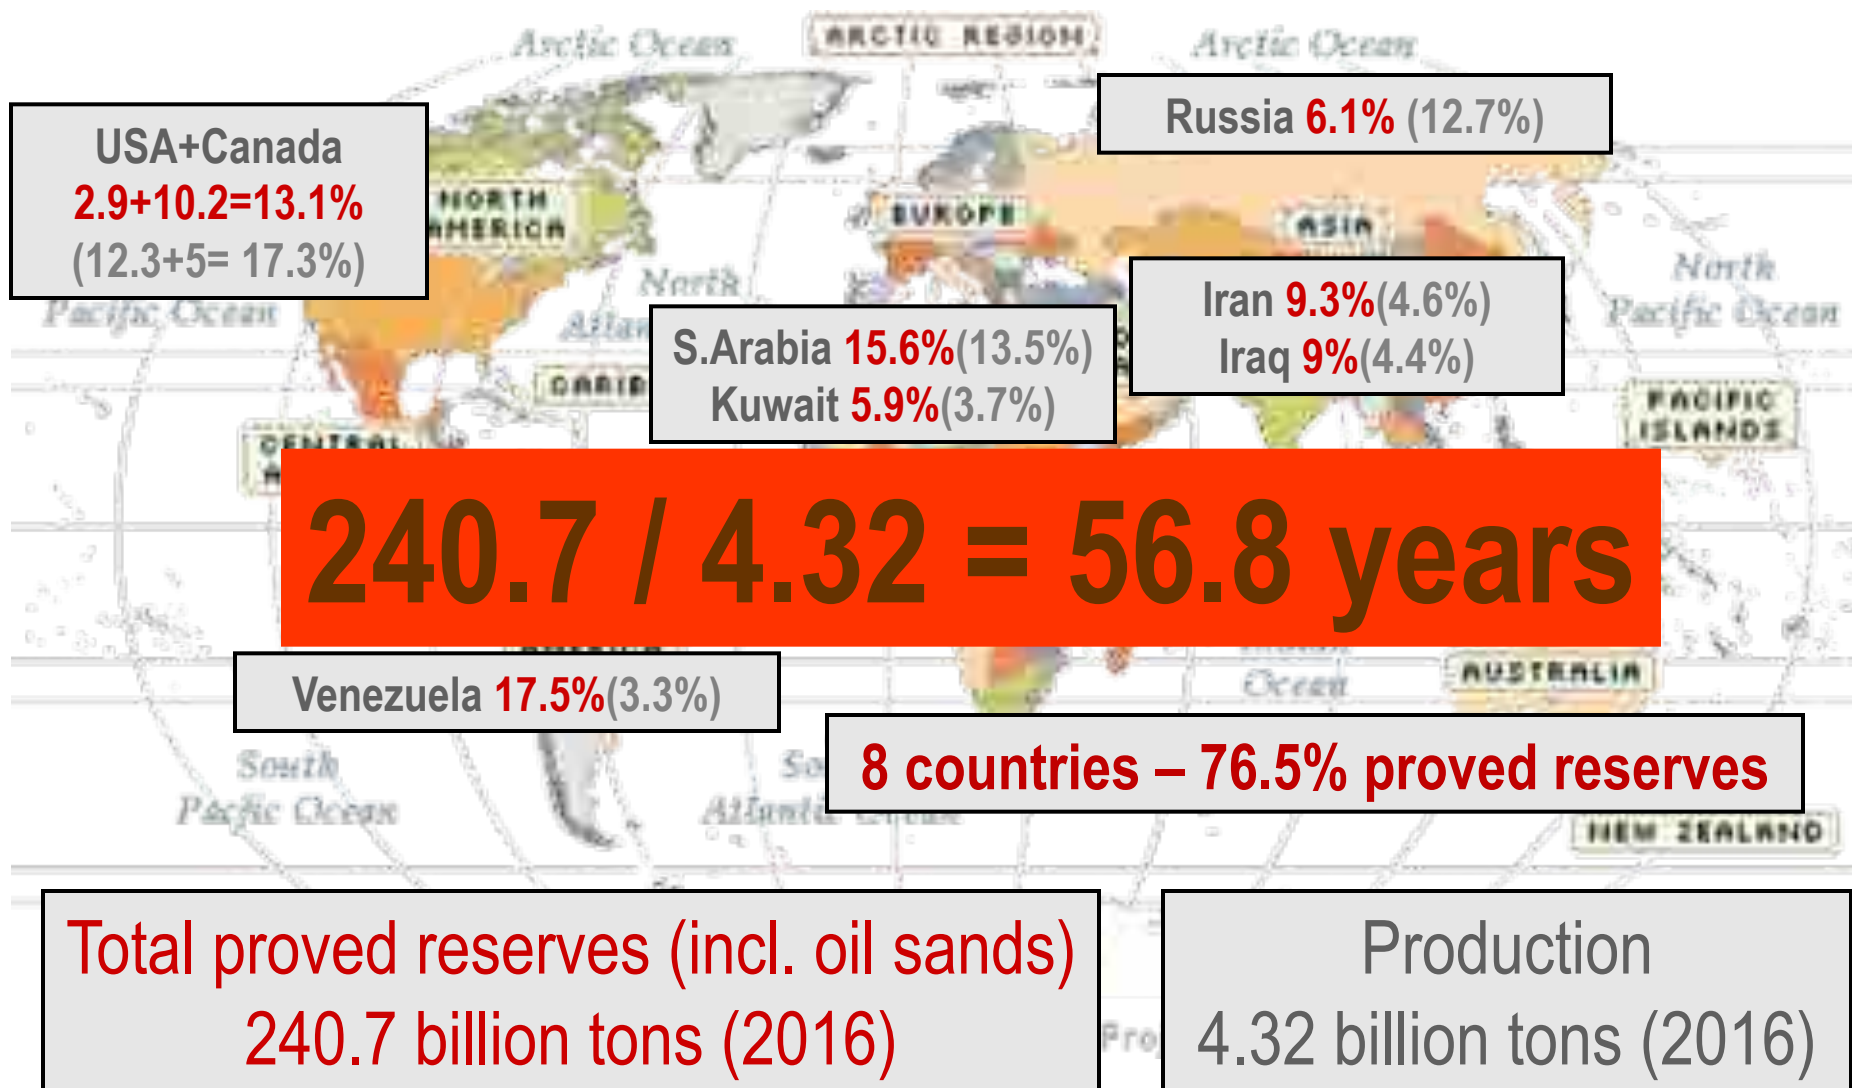 Arctic Ocean
ARCTIC REGION
Arctic Ocean
Russia 6.1% (12.7%)
USA+Canada
2.9+10.2=13.1%
(12.3+5= 17.3%)
NORTH
AMERICA
EUROPE
ASIA
North
Pacific Ocean
Pacific Ocean
North
Iran 9.3%(4.6%)
Iraq 9%(4.4%)
S.Arabia 15.6%(13.5%)
Kuwait 5.9%(3.7%)
PACIFIC
ISLANDS
CENTRAL
240.7 / 4.32 = 56.8 years
AMERICA
Ocean
AUSTRALIA
Venezuela 17.5%(3.3%)
8 countries – 76.5% proved reserves
South
Pacfic Ocean
NEW ZEALAND
Total proved reserves (incl. oil sands)
240.7 billion tons (2016)
Production
4.32 billion tons (2016)